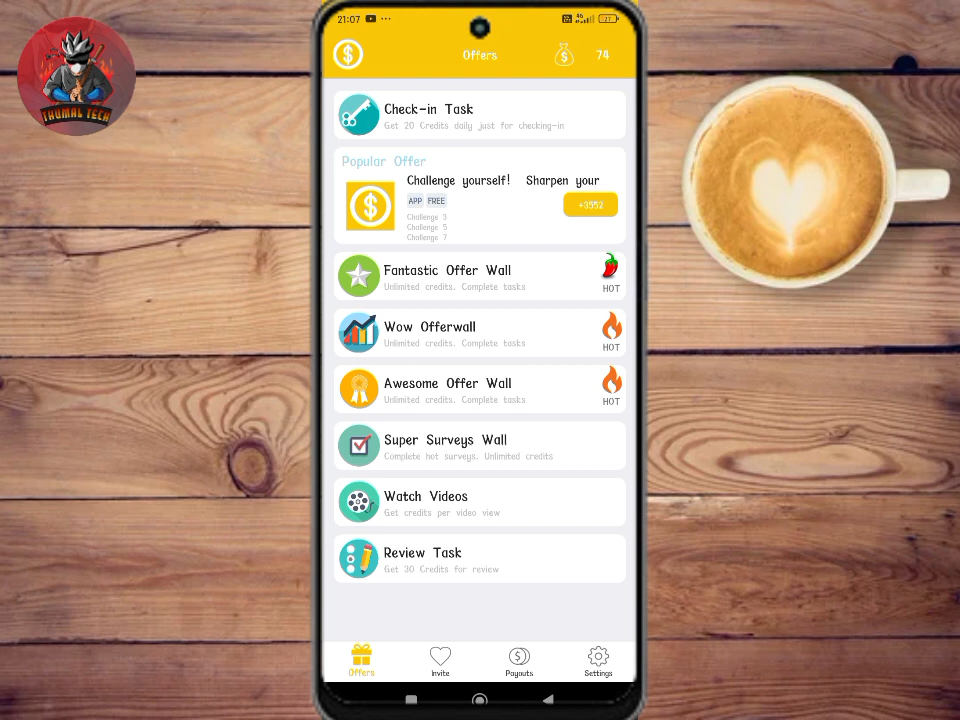 THUMAL TECH
21:07
4G
27
Offers
74
Check-in Task
Get 20 Credits daily just for checking-in
Popular Offer
Challenge yourself! Sharpen your
APP FREE
+3552
Challenge 3
Challenge 5
Challenge 7
Fantastic Offer Wall
Unlimited credits. Complete tasks
HOT
Wow Offerwall
Unlimited credits. Complete tasks
HOT
Awesome Offer Wall
Unlimited credits. Complete tasks
HOT
Super Surveys Wall
Complete hot surveys. Unlimited credits
Watch Videos
Get credits per video view
Review Task
Get 30 Credits for review
Offers
Invite
Payouts
Settings